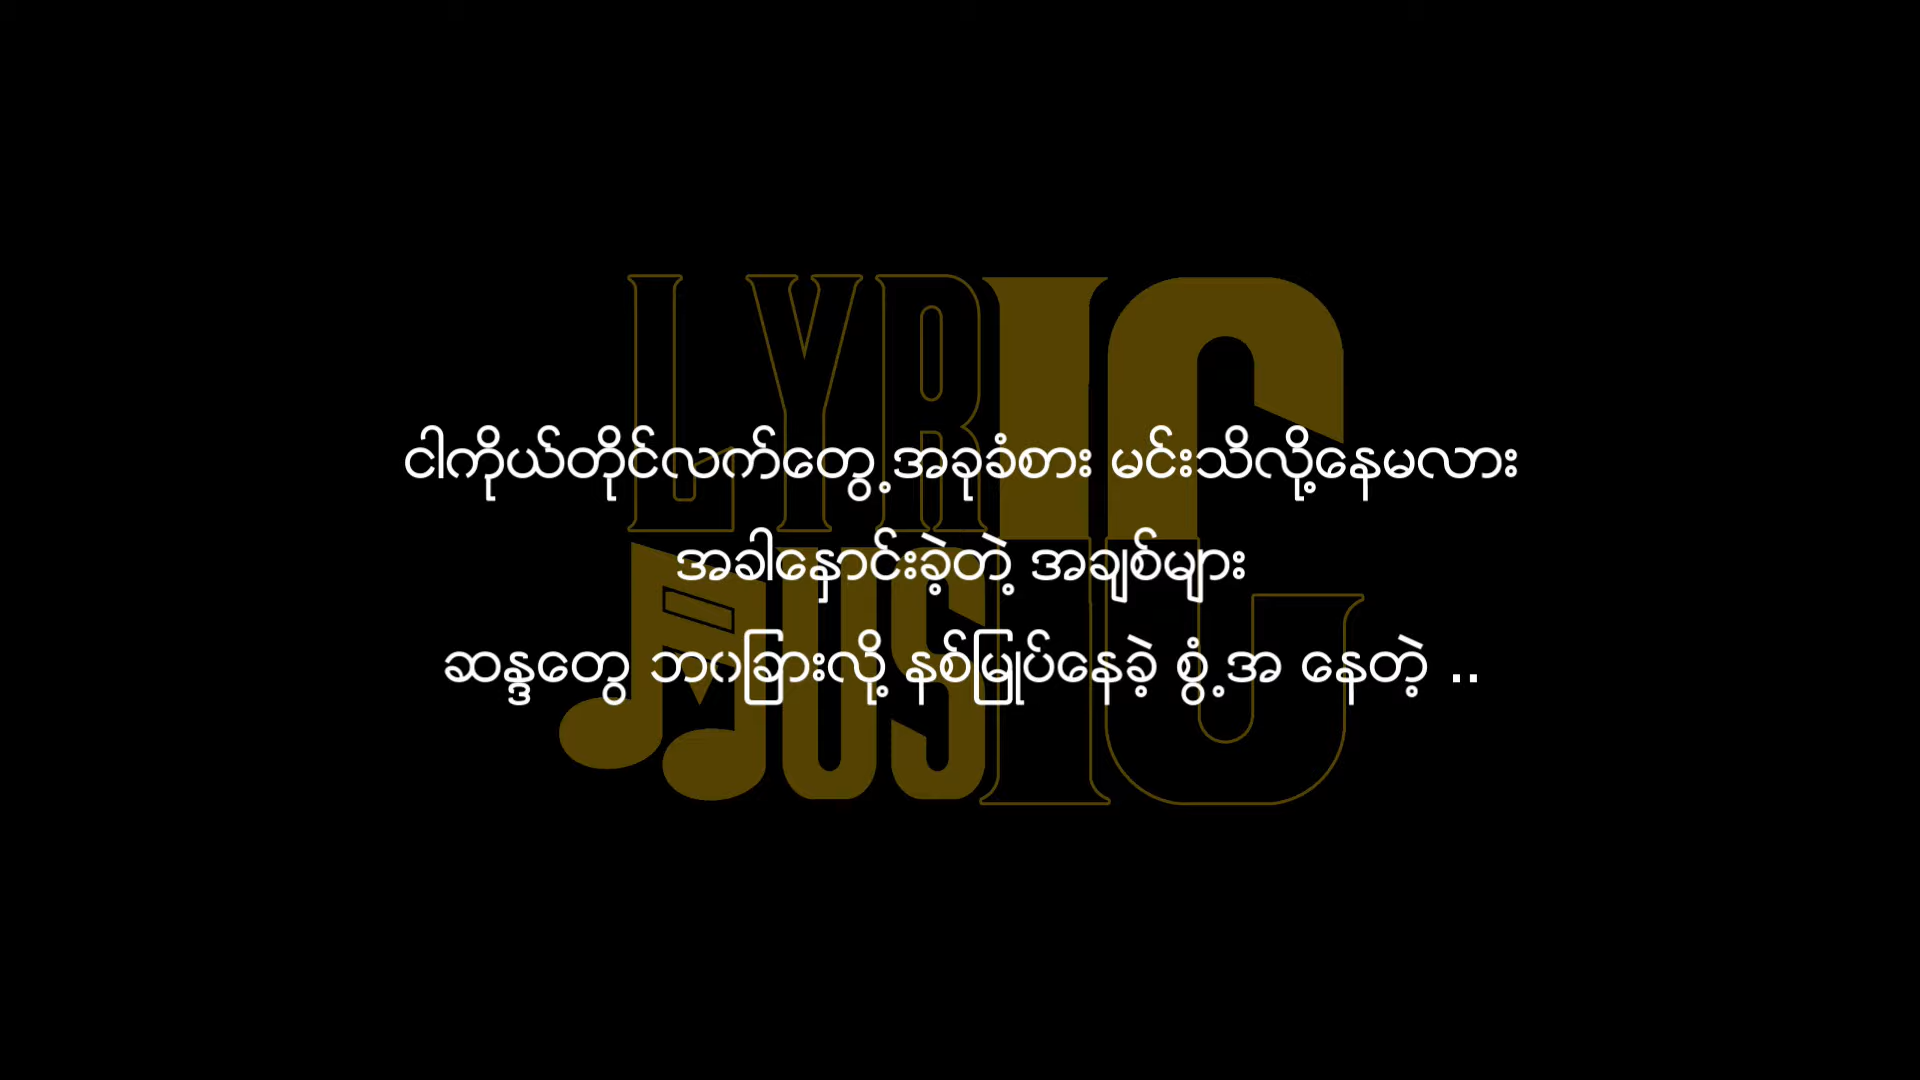 LYRIC
MUSIC
ငါကိုယ်တိုင်လက်တွေ့အခုခံစား မင်းသိလို့နေမလား
အခါနှောင်းခဲ့တဲ့ အချစ်များ
ဆန္ဒတွေ ဘဂခြားလို့ နစ်မြုပ်နေခဲ့ စွံ့အ နေတဲ့ ..